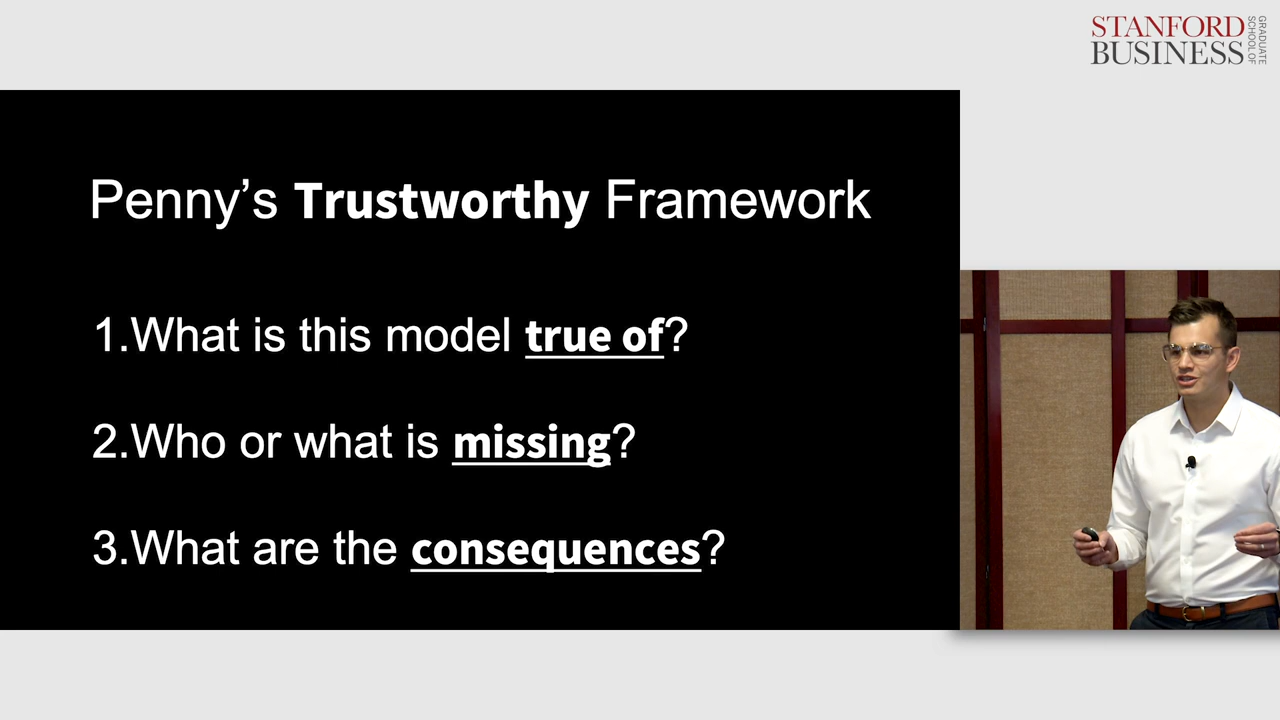 STANFORD
BUSINESS
GRADUATE
SCHOOL OF
Penny’s Trustworthy Framework
1.What is this model true of?
2.Who or what is missing?
3.What are the consequences?